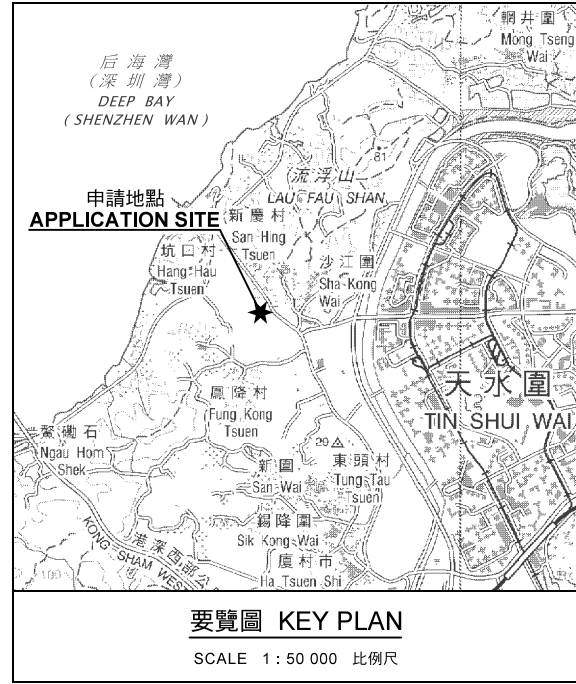 網井圍
Mong Tseng
Wai
后海灣
(深圳灣)
DEEP BAY
(SHENZHEN WAN)
81
流浮山
LAU FAU SHAN
申請地點
APPLICATION SITE
新慶村
San Hing
Tsuen
坑口村
Hang Hau
Tsuen
沙江圍
Sha Kong
Wai
天水圍
TIN SHUI WAI
鳳降村
Fung Kong
Tsuen
鰲磡石
Ngau Hom
Shek
29
新圍
San Wai
東頭村
Tung Tau
Tsuen
錫降圍
Sik Kong Wai
港深西部公
KONG SHAM WEST
廈村市
Ha Tsuen Shi
100
要覽圖 KEY PLAN
SCALE 1 : 50 000 比例尺